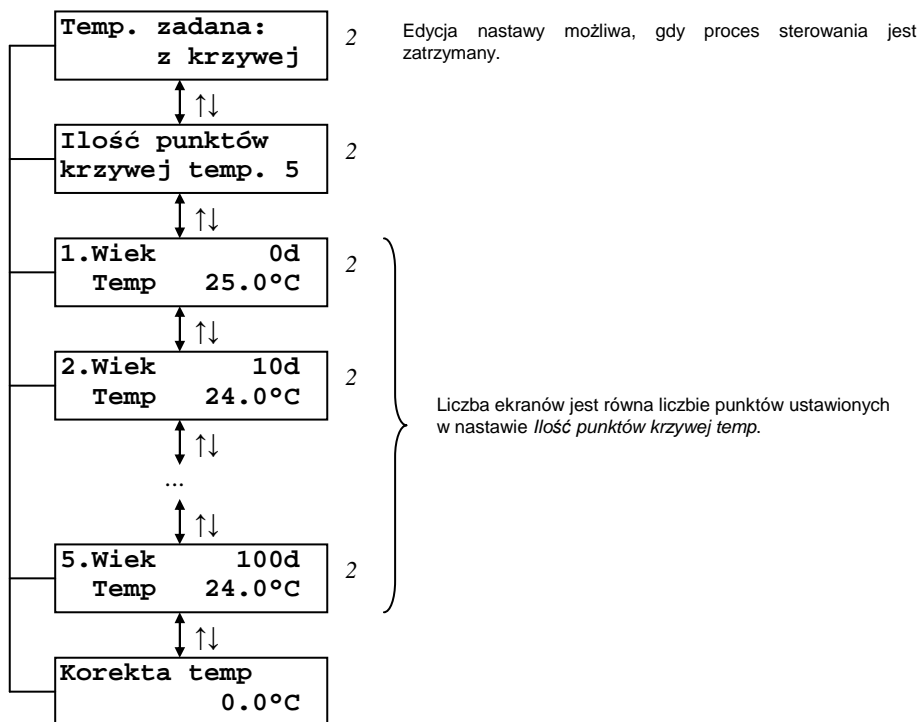 Temp. zadana:
z krzywej
2
Edycja nastawy możliwa, gdy proces sterowania jest
zatrzymany.
↑↓
Ilość punktów
krzywej temp. 5
2
↑↓
1.Wiek 0d
Temp 25.0°C
2
↑↓
2.Wiek 10d
Temp 24.0°C
2
Liczba ekranów jest równa liczbie punktów ustawionych
w nastawie Ilość punktów krzywej temp.
↑↓
...
↑↓
5.Wiek 100d
Temp 24.0°C
2
↑↓
Korekta temp
0.0°C